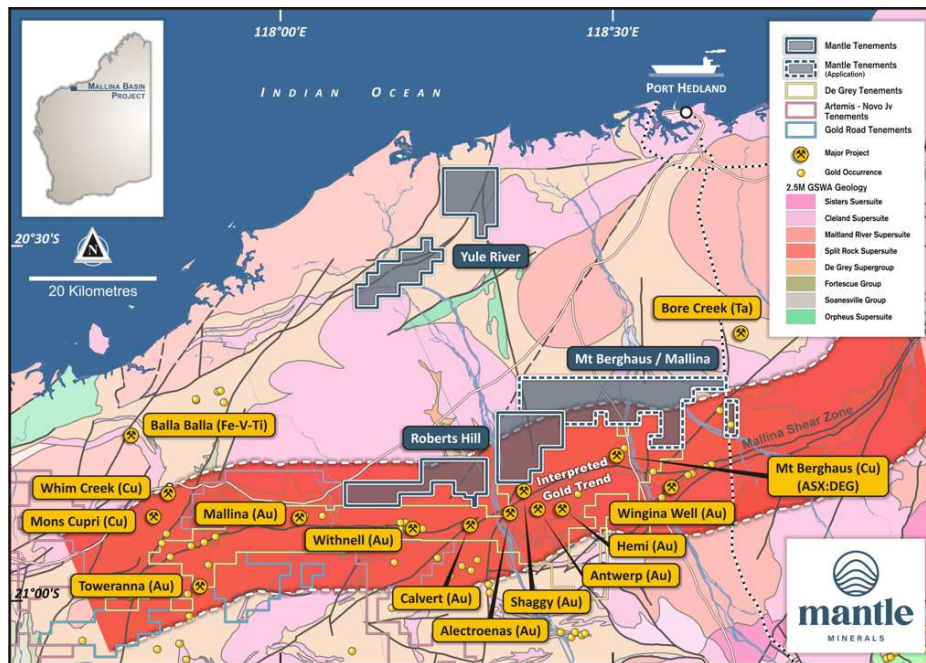 118°00'
118°30'
MALLINA BASIN
PROJECT
INDIAN OCEAN
PORT HEDLAND
Mantle Tenements
Mantle Tenements
(Application)
De Grey Tenements
Artemis - Novo Jv
Tenements
Gold Road Tenements
Major Project
Gold Occurrence
2.5M GSWA Geology
Sisters Suersuite
Cleland Supersuite
Maitland River Supersuite
Split Rock Supersuite
De Grey Supergroup
Fortescue Group
Soanesville Group
Orpheus Supersuite
20°30'S
N
20 Kilometres
Yule River
Bore Creek (Ta)
Mt Berghaus / Mallina
Balla Balla (Fe-V-Ti)
Roberts Hill
Mallina Shear Zone
Interpreted
Gold Trend
Mt Berghaus (Cu)
(ASX:DEG)
Whim Creek (Cu)
Mons Cupri (Cu)
Mallina (Au)
Withnell (Au)
Wingina Well (Au)
Hemi (Au)
Antwerp (Au)
Toweranna (Au)
Calvert (Au)
Shaggy (Au)
Alectroenas (Au)
21°00'S
mantle
MINERALS